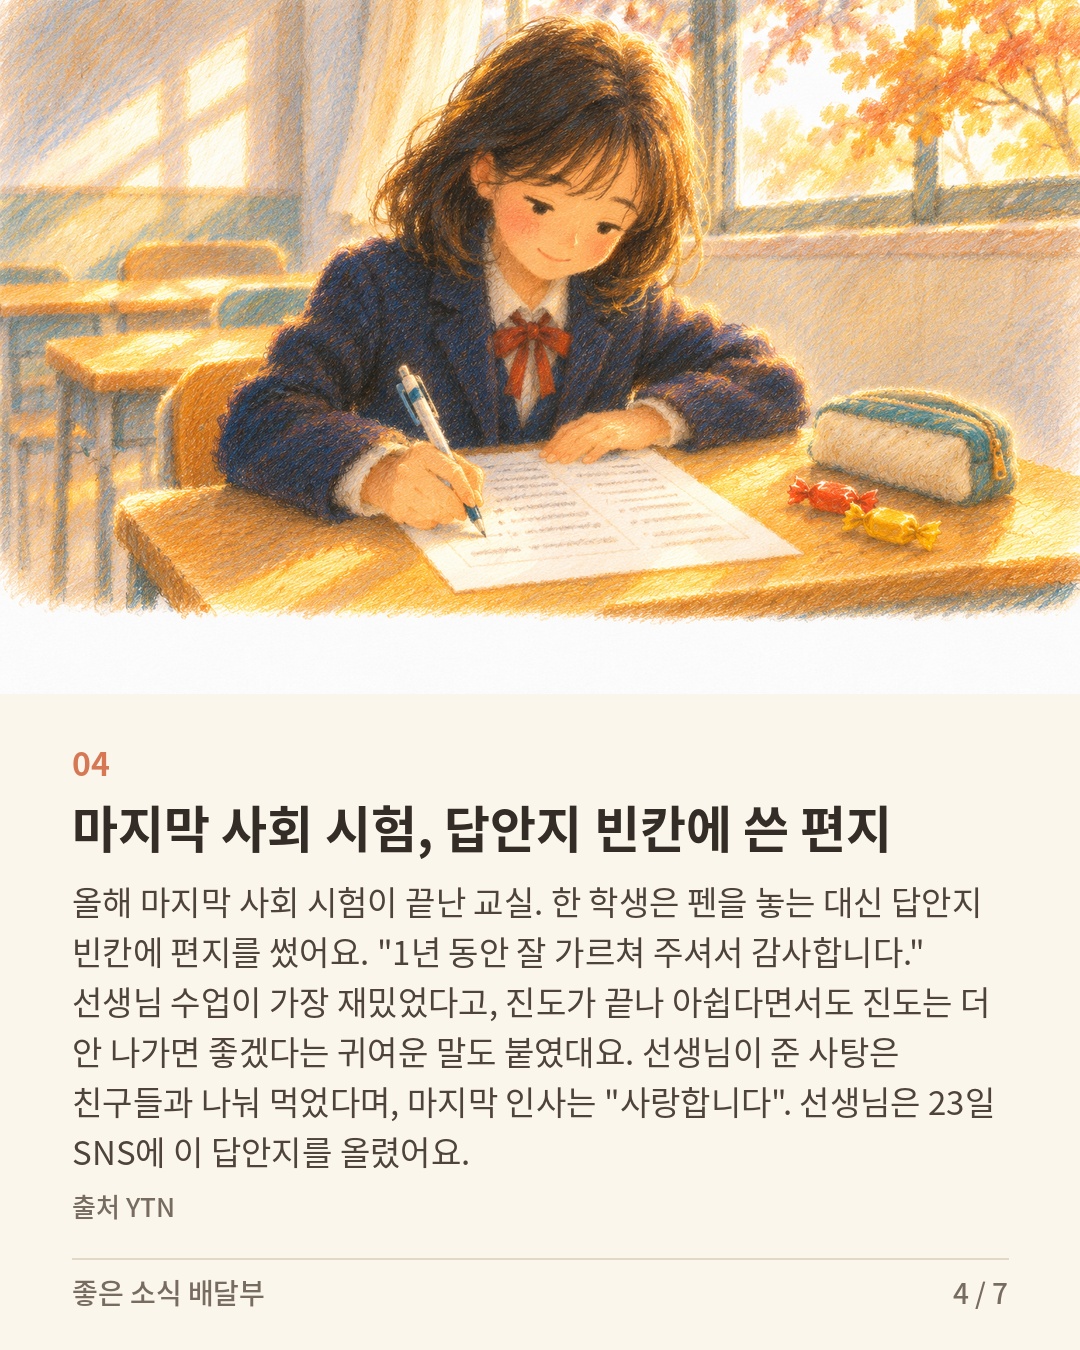 04
마지막 사회 시험, 답안지 빈칸에 쓴 편지
올해 마지막 사회 시험이 끝난 교실. 한 학생은 펜을 놓는 대신 답안지
빈칸에 편지를 썼어요. "1년 동안 잘 가르쳐 주셔서 감사합니다."
선생님 수업이 가장 재밌었다고, 진도가 끝나 아쉽다면서도 진도는 더
안 나가면 좋겠다는 귀여운 말도 붙였대요. 선생님이 준 사탕은
친구들과 나눠 먹었다며, 마지막 인사는 "사랑합니다". 선생님은 23일
SNS에 이 답안지를 올렸어요.
출처 YTN
좋은 소식 배달부
4 / 7